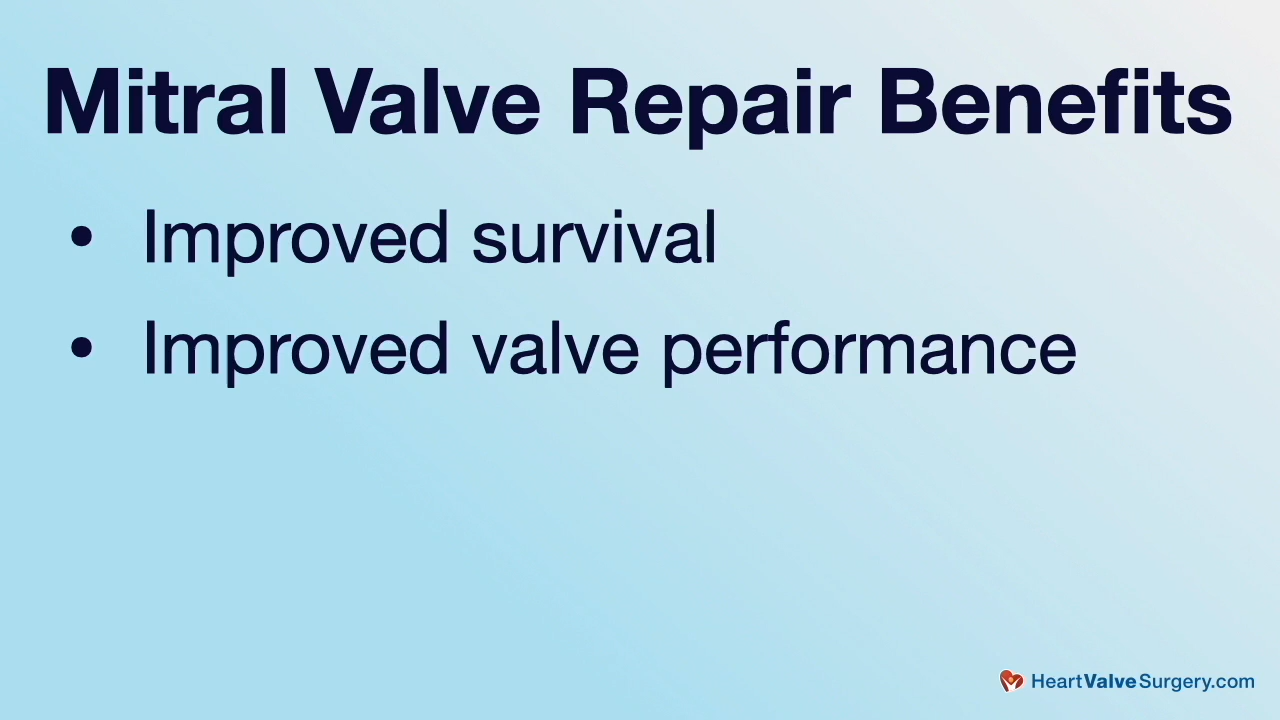 Mitral Valve Repair Benefits
• Improved survival
• Improved valve performance
HeartValveSurgery.com